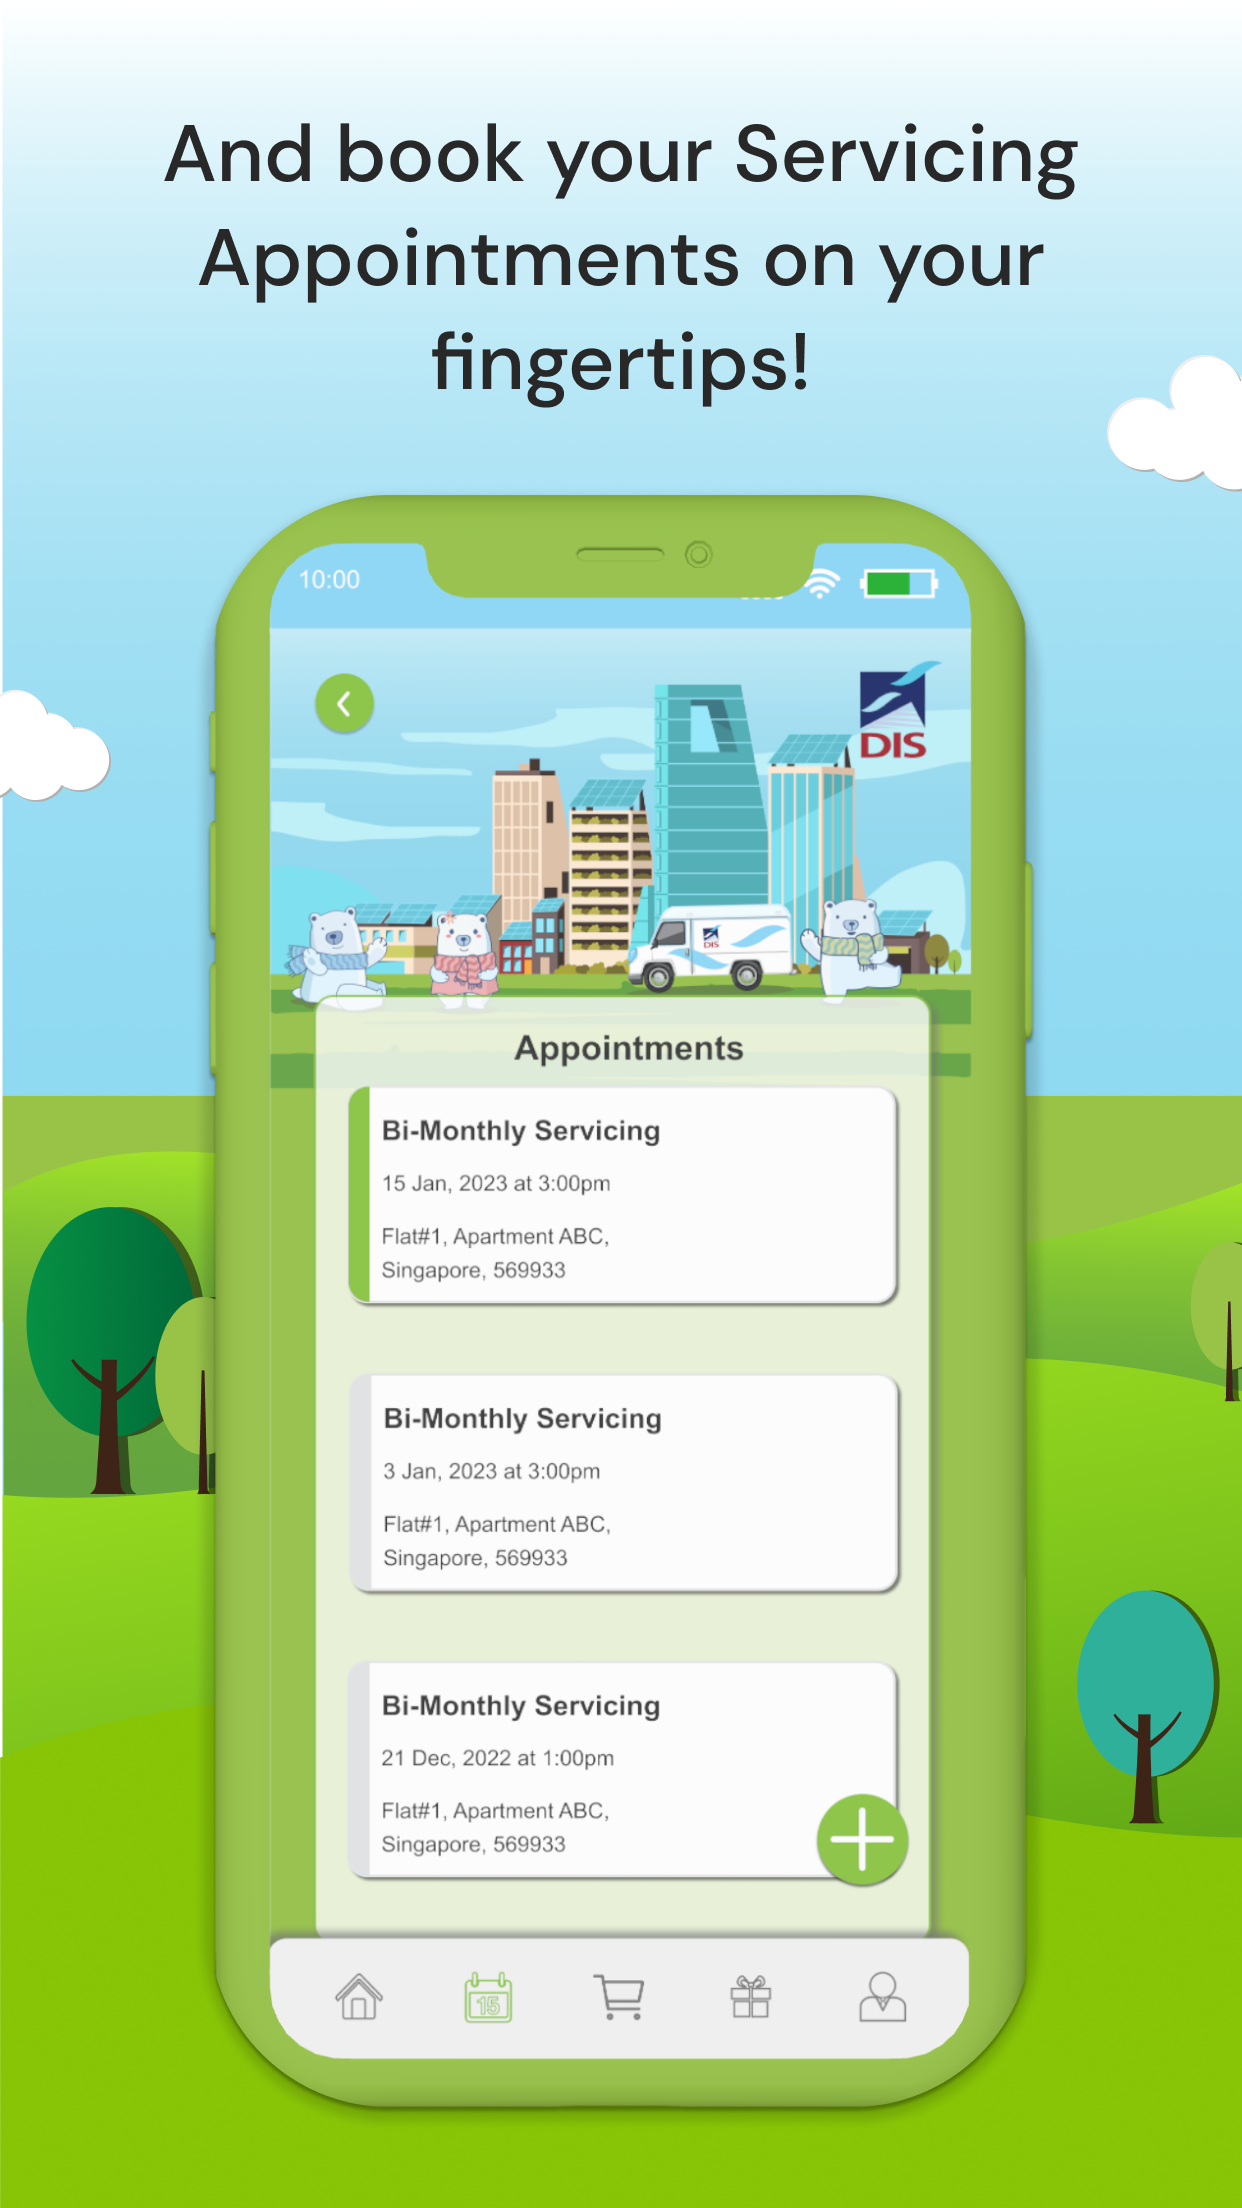 And book your Servicing
Appointments on your
fingertips!
10:00
DIS
DIS
Appointments
Bi-Monthly Servicing
15 Jan, 2023 at 3:00pm
Flat#1, Apartment ABC,
Singapore, 569933
Bi-Monthly Servicing
3 Jan, 2023 at 3:00pm
Flat#1, Apartment ABC,
Singapore, 569933
Bi-Monthly Servicing
21 Dec, 2022 at 1:00pm
Flat#1, Apartment ABC,
Singapore, 569933
15